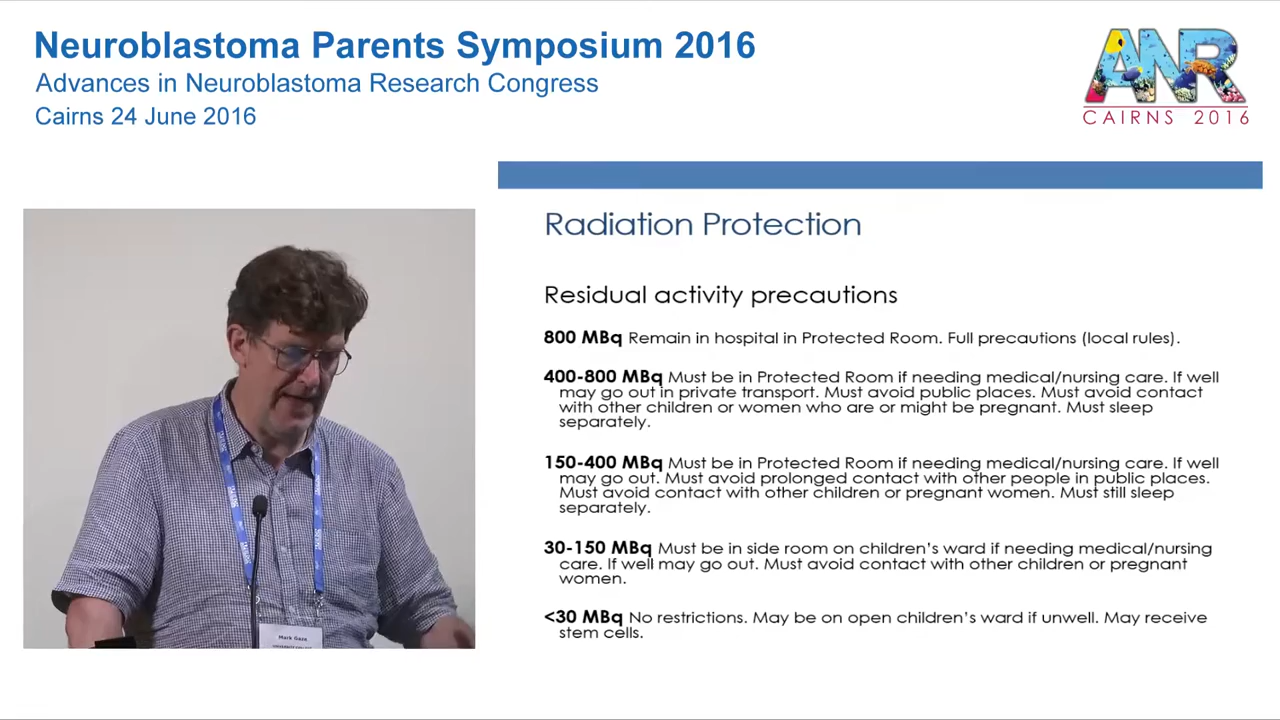 Neuroblastoma Parents Symposium 2016
Advances in Neuroblastoma Research Congress
Cairns 24 June 2016
ANR
CAIRNS 2016
Radiation Protection
Residual activity precautions
800 MBq Remain in hospital in Protected Room. Full precautions (local rules).
400-800 MBq Must be in Protected Room if needing medical/nursing care. If well
may go out in private transport. Must avoid public places. Must avoid contact
with other children or women who are or might be pregnant. Must sleep
separately.
150-400 MBq Must be in Protected Room if needing medical/nursing care. If well
may go out. Must avoid prolonged contact with other people in public places.
Must avoid contact with other children or pregnant women. Must still sleep
separately.
30-150 MBq Must be in side room on children's ward if needing medical/nursing
care. If well may go out. Must avoid contact with other children or pregnant
women.
<30 MBq No restrictions. May be on open children's ward if unwell. May receive
stem cells.
Mark Gaze